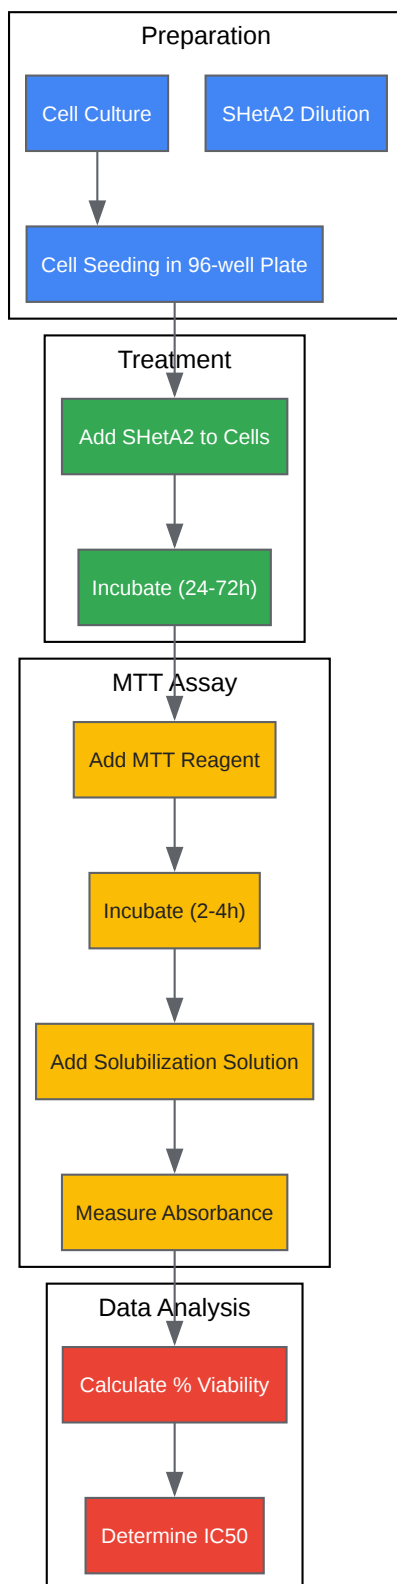 Preparation
Cell Culture
SHetA2 Dilution
Cell Seeding in 96-well Plate
Treatment
Add SHetA2 to Cells
Incubate (24-72h)
MTT Assay
Add MTT Reagent
Incubate (2-4h)
Add Solubilization Solution
Measure Absorbance
Data Analysis
Calculate % Viability
Determine IC50